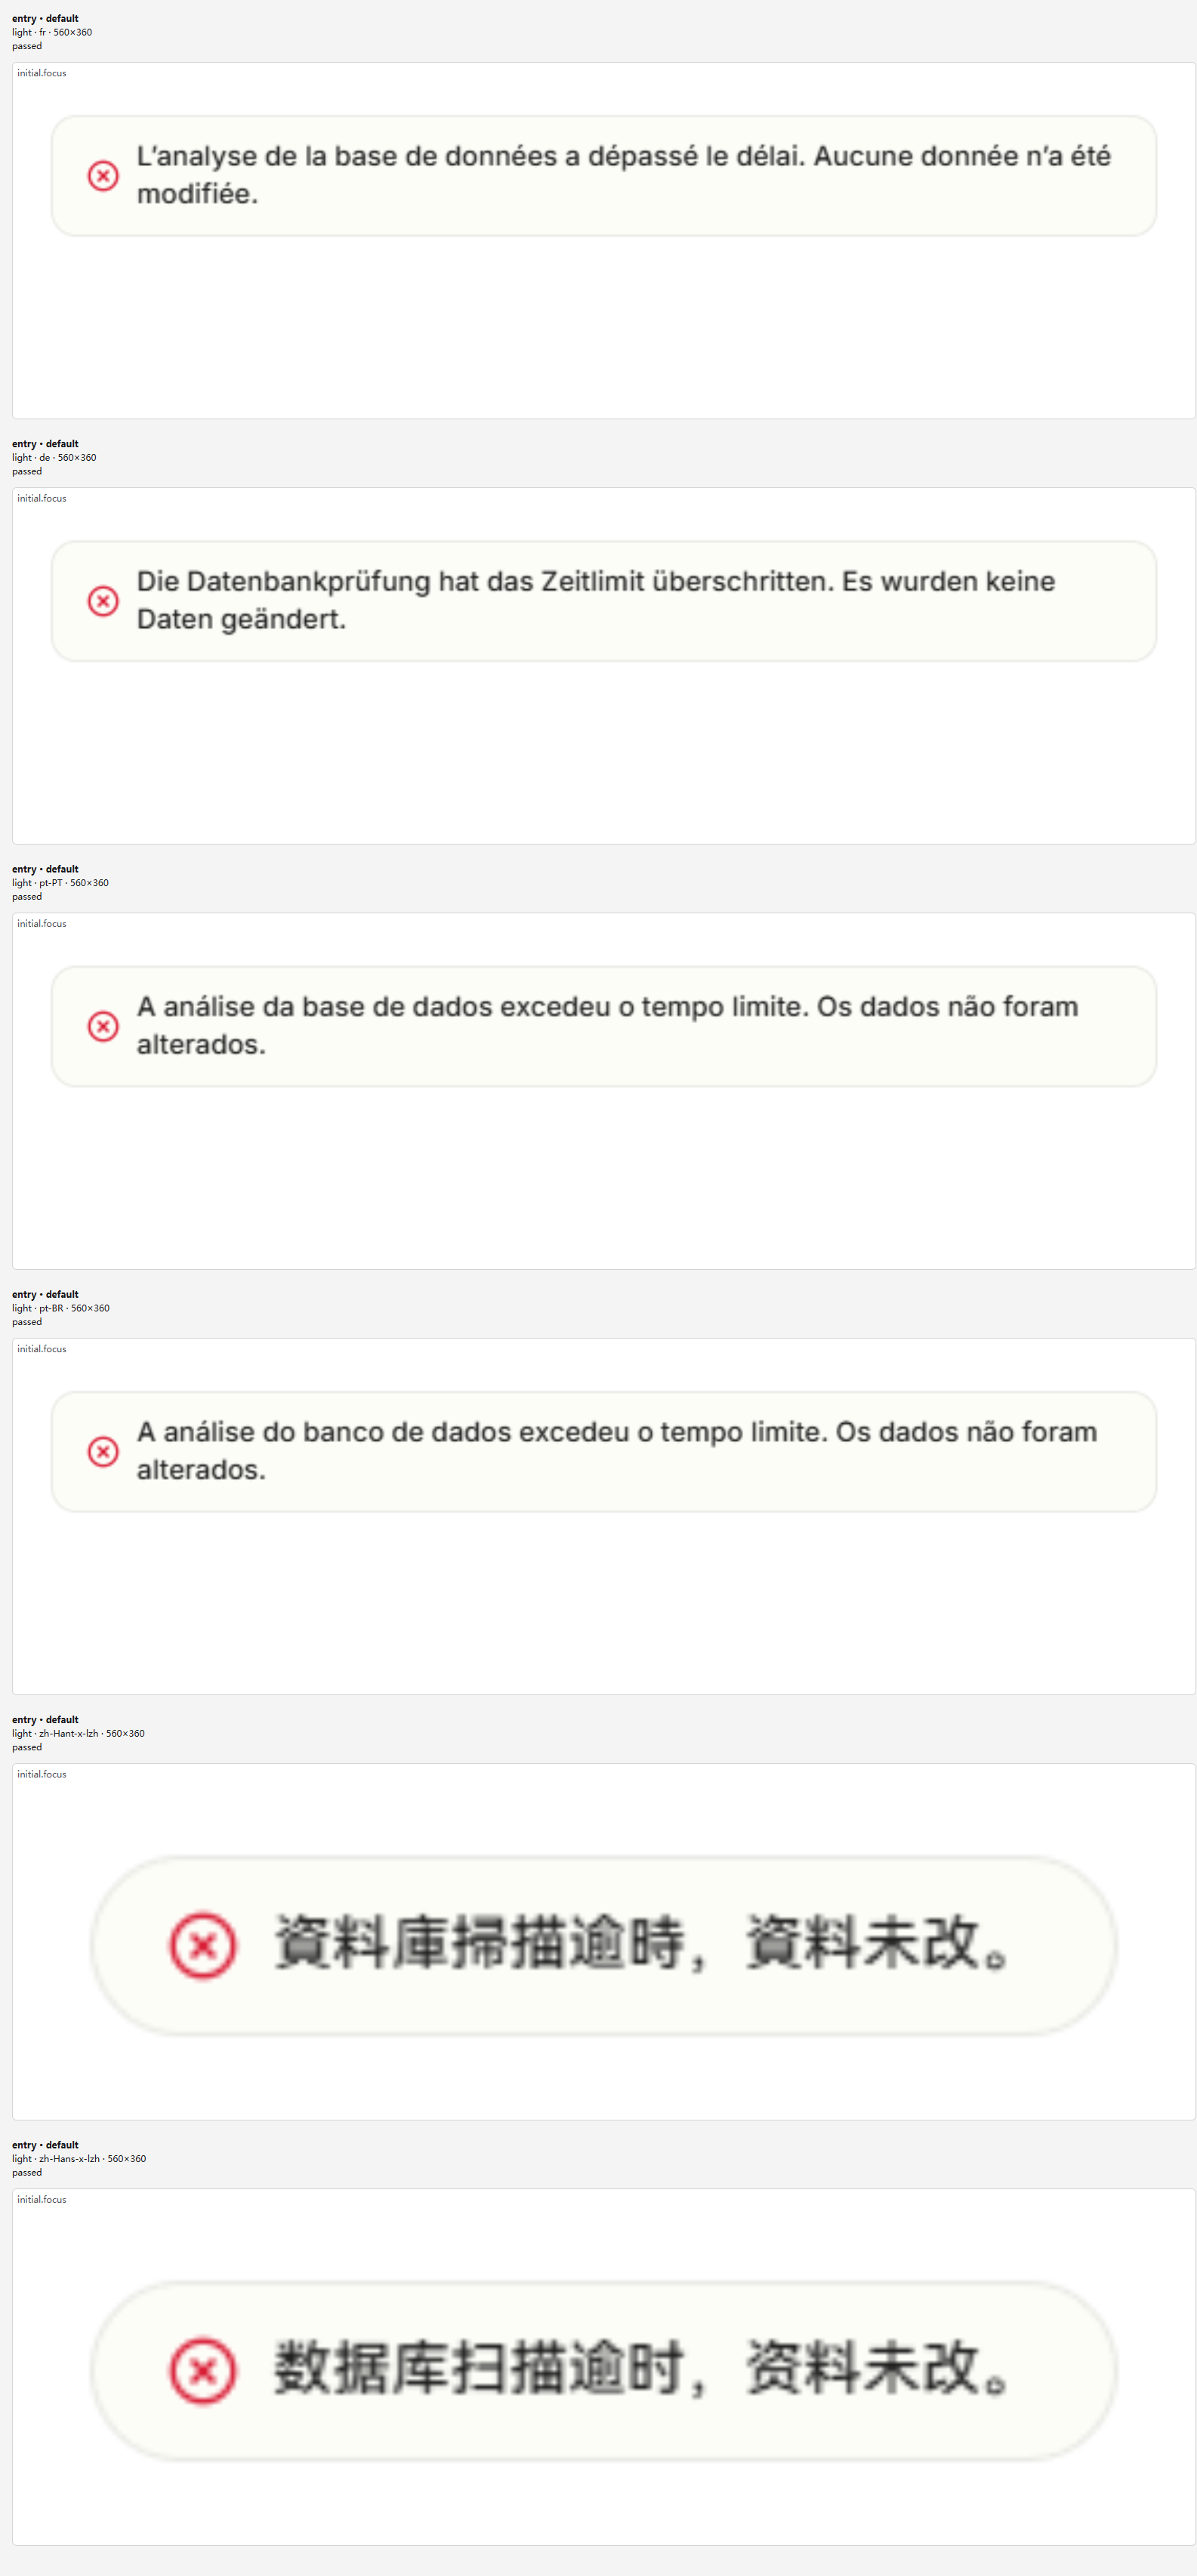 entry • default
light · fr · 560×360
passed
initial.focus
L’analyse de la base de données a dépassé le délai. Aucune donnée n’a été
modifiée.
entry • default
light · de · 560×360
passed
initial.focus
Die Datenbankprüfung hat das Zeitlimit überschritten. Es wurden keine
Daten geändert.
entry • default
light · pt-PT · 560×360
passed
initial.focus
A análise da base de dados excedeu o tempo limite. Os dados não foram
alterados.
entry • default
light · pt-BR · 560×360
passed
initial.focus
A análise do banco de dados excedeu o tempo limite. Os dados não foram
alterados.
entry • default
light · zh-Hant-x-lzh · 560×360
passed
initial.focus
資料庫掃描逾時，資料未改。
entry • default
light · zh-Hans-x-lzh · 560×360
passed
initial.focus
数据库扫描逾时，资料未改。